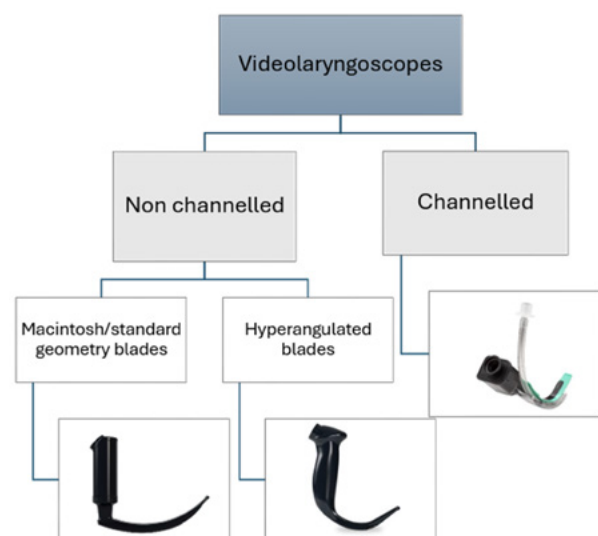 Videolaryngoscopes
Non channelled
Channelled
Macintosh/standard
geometry blades
Hyperangulated
blades